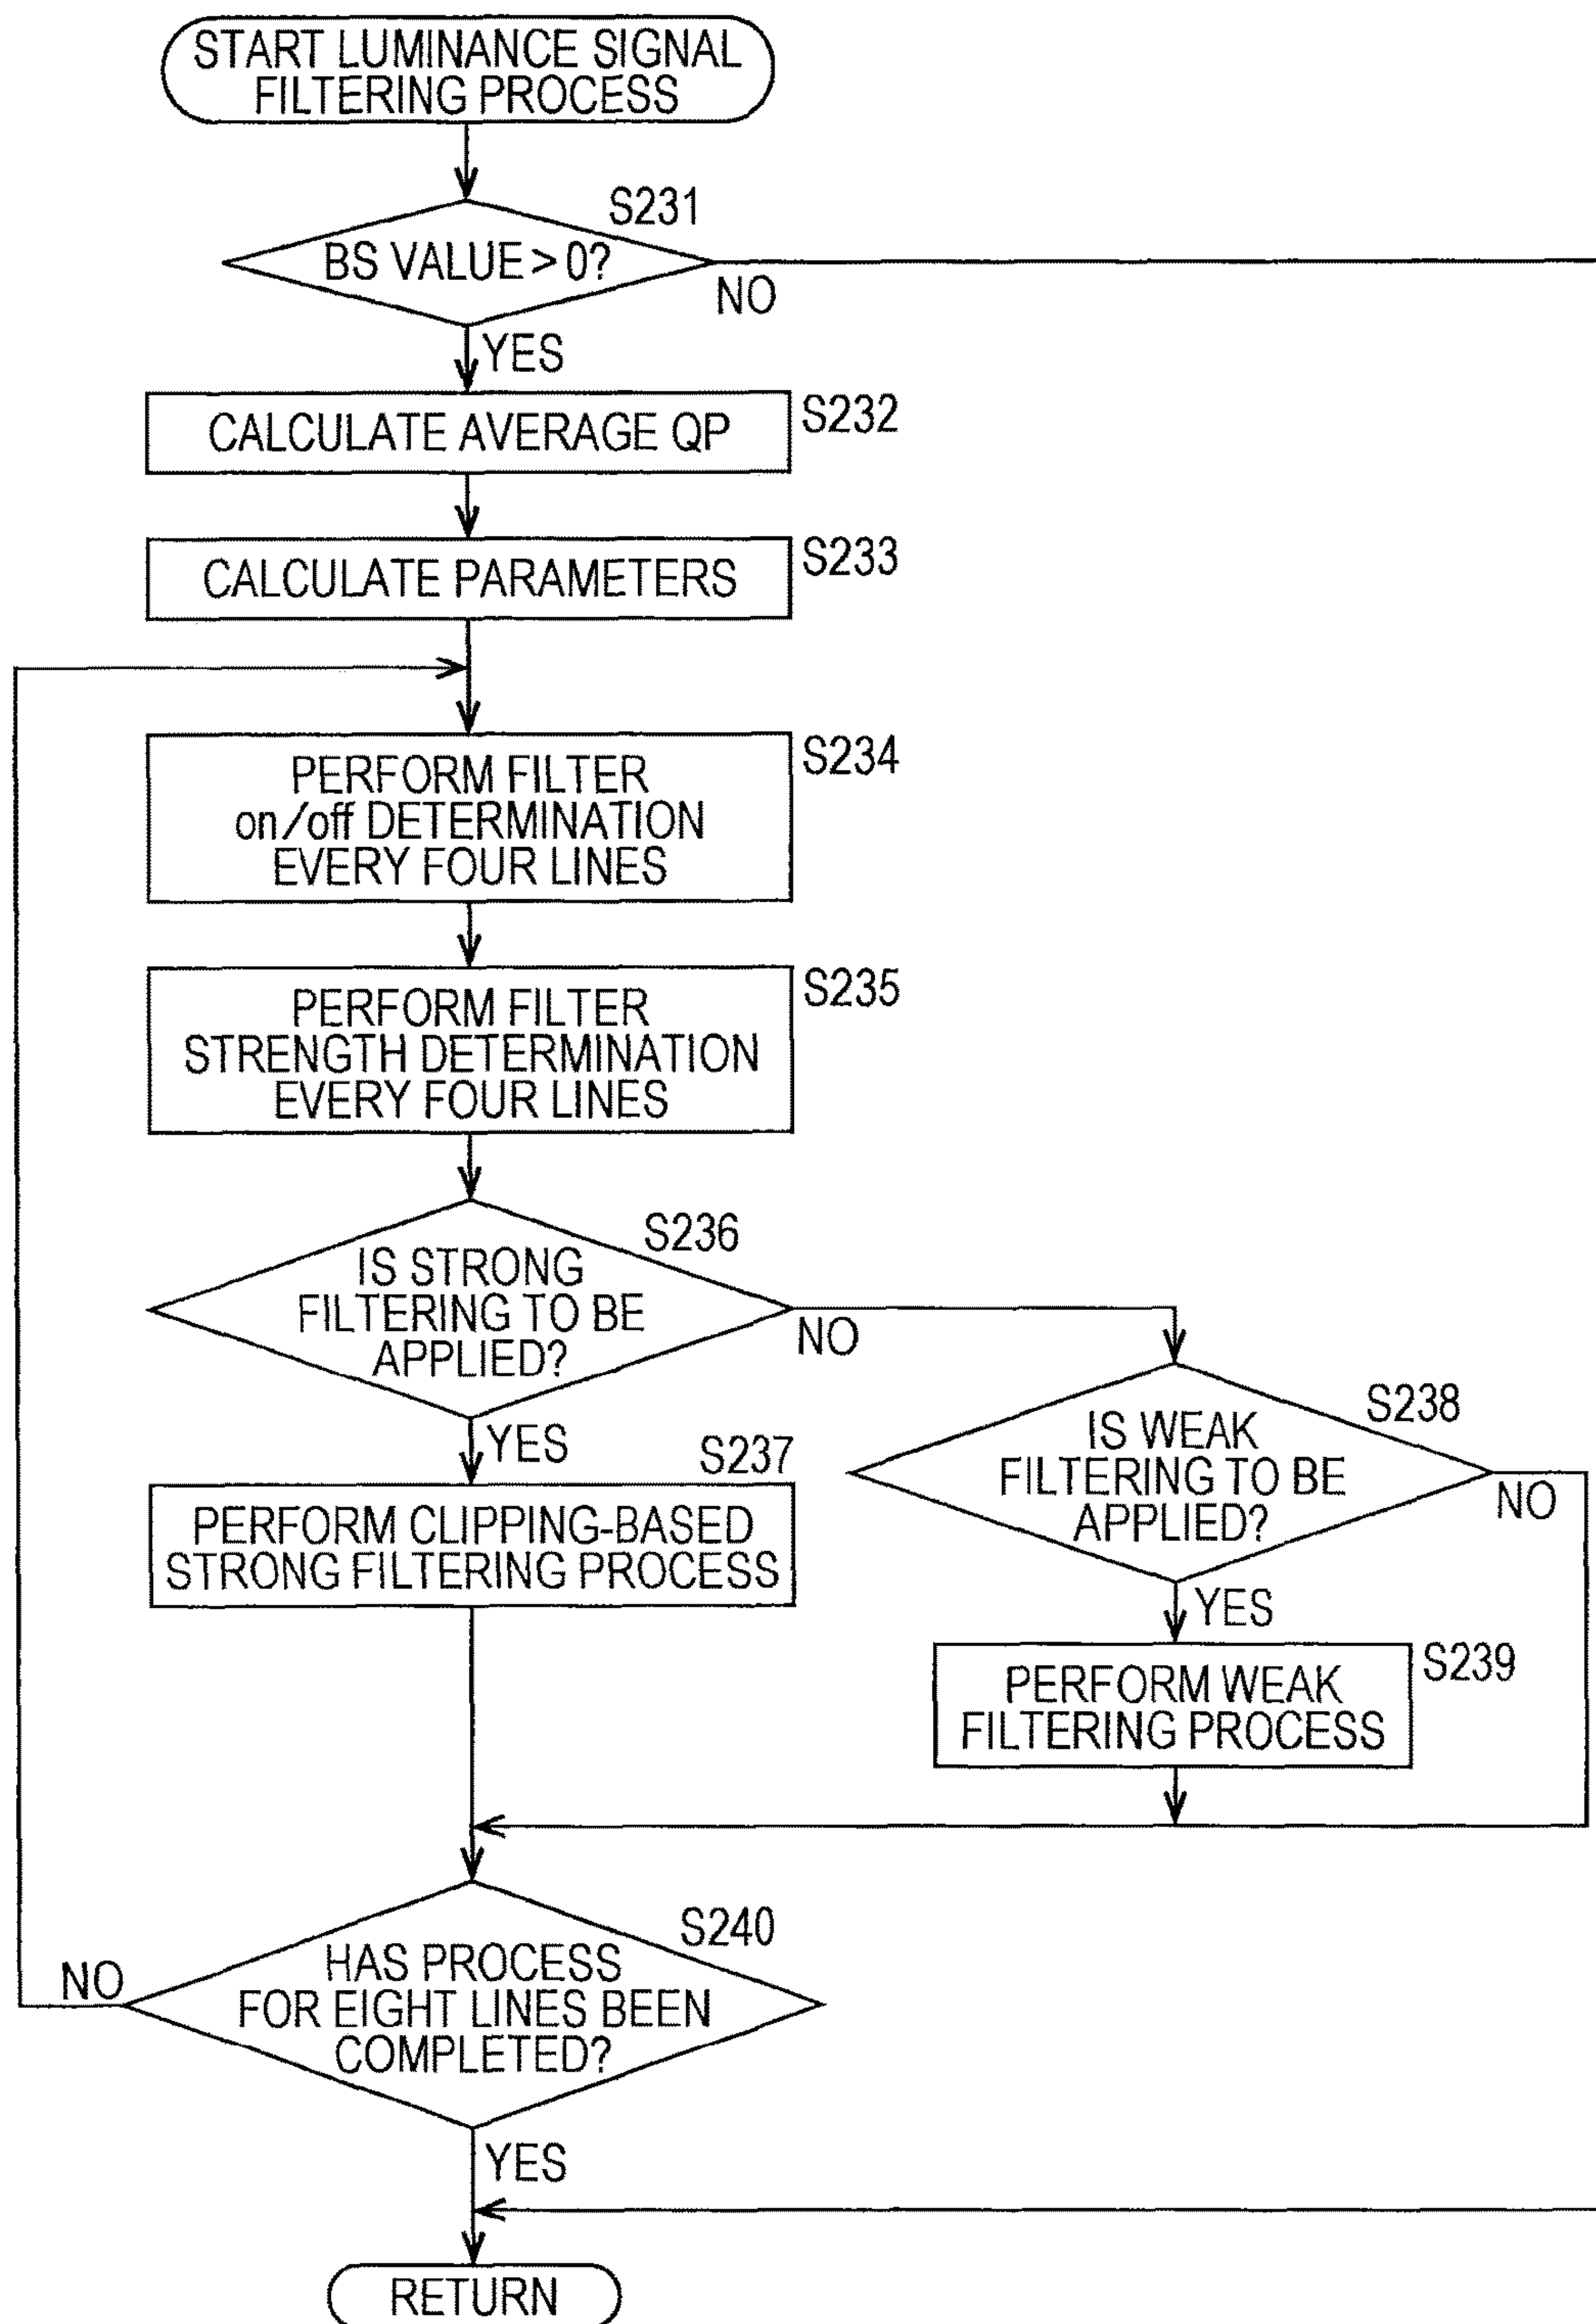 START LUMINANCE SIGNAL
FILTERING PROCESS
S231
BS VALUE > 0?
NO
YES
CALCULATE AVERAGE QP
S232
CALCULATE PARAMETERS
S233
PERFORM FILTER
on/off DETERMINATION
EVERY FOUR LINES
S234
PERFORM FILTER
STRENGTH DETERMINATION
EVERY FOUR LINES
S235
S236
IS STRONG
FILTERING TO BE
APPLIED?
NO
YES
S237
PERFORM CLIPPING-BASED
STRONG FILTERING PROCESS
S238
IS WEAK
FILTERING TO BE
APPLIED?
NO
YES
S239
PERFORM WEAK
FILTERING PROCESS
S240
HAS PROCESS
FOR EIGHT LINES BEEN
COMPLETED?
NO
YES
RETURN